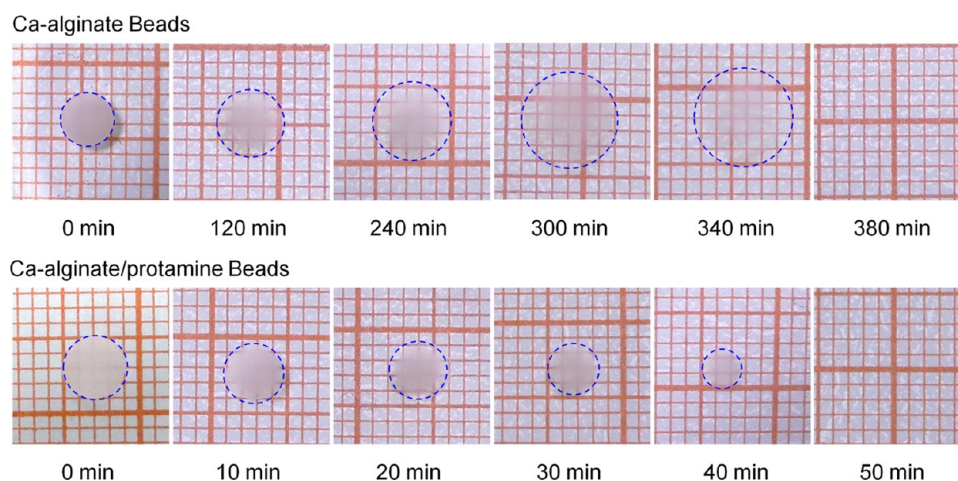 Ca-alginate Beads
0 min 120 min 240 min 300 min 340 min 380 min
Ca-alginate/protamine Beads
0 min 10 min 20 min 30 min 40 min 50 min